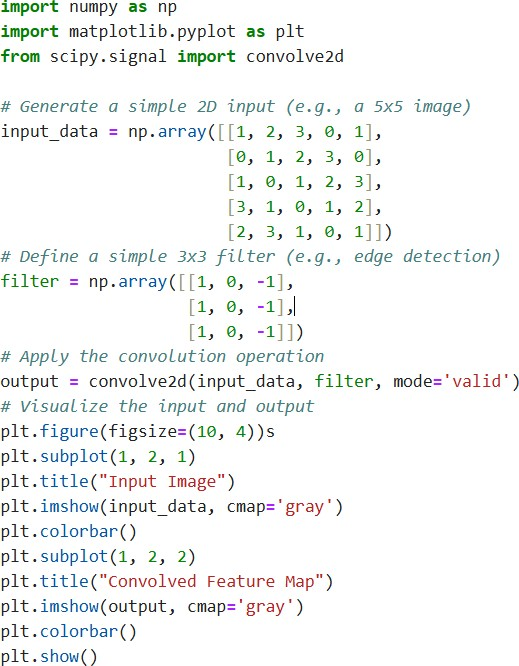 import numpy as np
import matplotlib.pyplot as plt
from scipy.signal import convolve2d

# Generate a simple 2D input (e.g., a 5x5 image)
input_data = np.array([[1, 2, 3, 0, 1],
                       [0, 1, 2, 3, 0],
                       [1, 0, 1, 2, 3],
                       [3, 1, 0, 1, 2],
                       [2, 3, 1, 0, 1]])
# Define a simple 3x3 filter (e.g., edge detection)
filter = np.array([[1, 0, -1],
                   [1, 0, -1],
                   [1, 0, -1]])
# Apply the convolution operation
output = convolve2d(input_data, filter, mode='valid')
# Visualize the input and output
plt.figure(figsize=(10, 4))s
plt.subplot(1, 2, 1)
plt.title("Input Image")
plt.imshow(input_data, cmap='gray')
plt.colorbar()
plt.subplot(1, 2, 2)
plt.title("Convolved Feature Map")
plt.imshow(output, cmap='gray')
plt.colorbar()
plt.show()